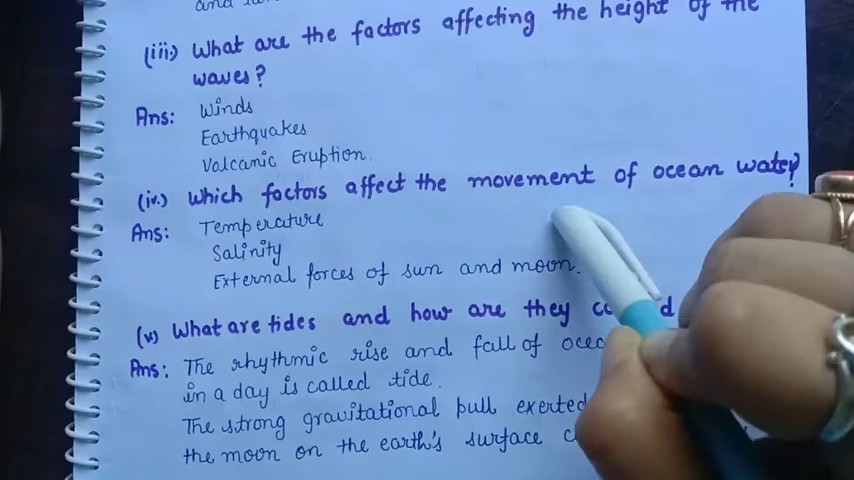 (iii) What are the factors affecting the height of the
waves?
Ans: Winds
Earthquakes
Valcanic Eruption.
(iv.) Which factors affect the movement of ocean water?
Ans: Temperature
Salinity
External forces of sun and moon.
(v) What are tides and how are they
Ans: The rhythmic rise and fall of
in a day is called tide.
The strong gravitational pull exerted
the moon on the earth's surface